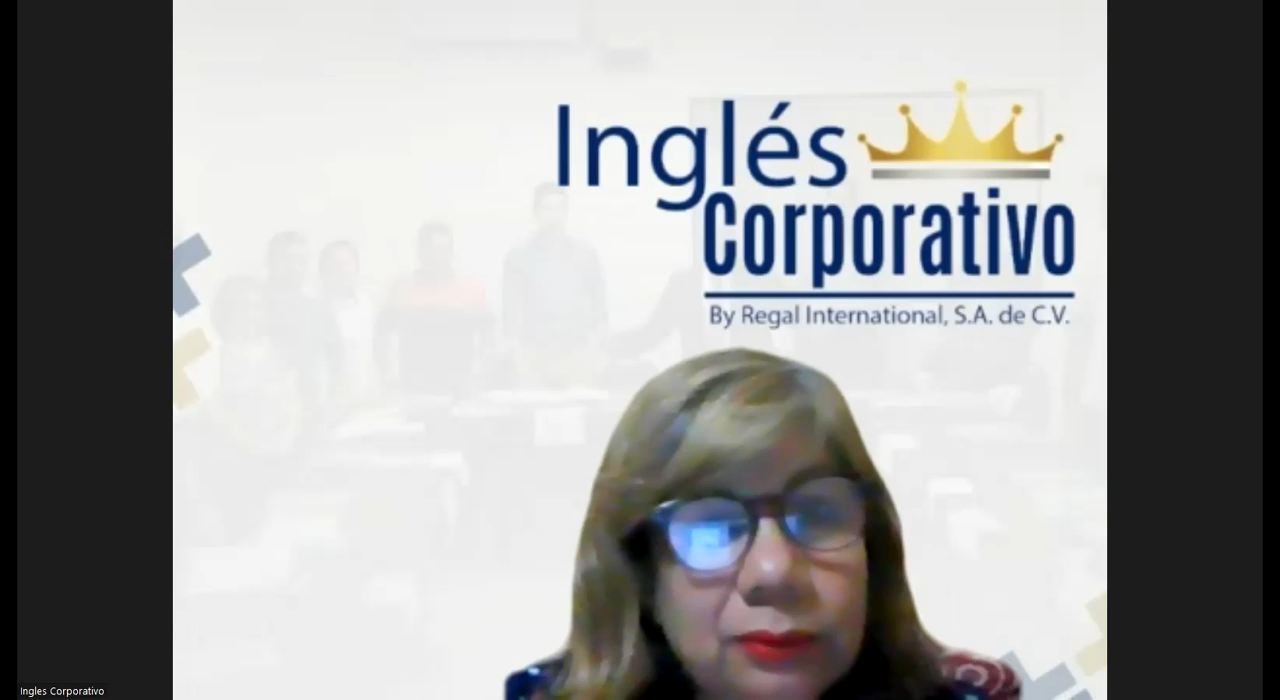 Inglés
Corporativo
By Regal International, S.A. de C.V.
Ingles Corporativo